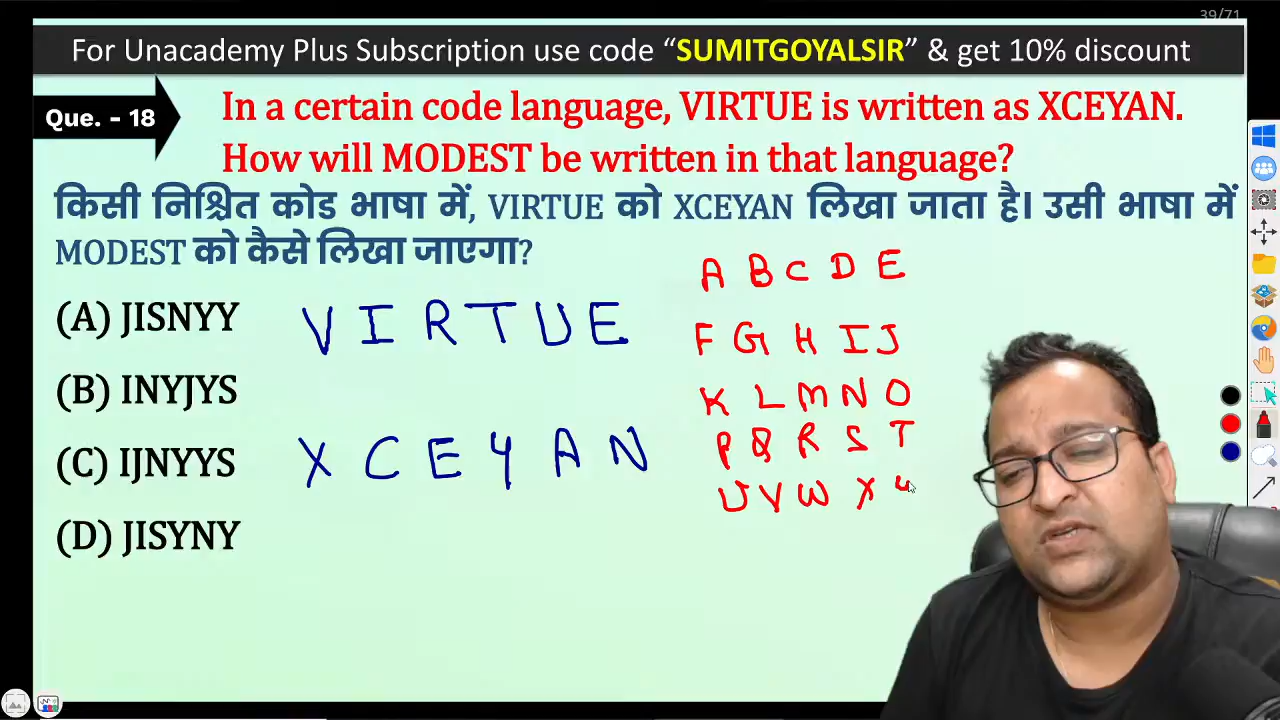 39/71
For Unacademy Plus Subscription use code “SUMITGOYALSIR” & get 10% discount
Que. - 18
In a certain code language, VIRTUE is written as XCEYAN.
How will MODEST be written in that language?
किसी निश्चित कोड भाषा में, VIRTUE को XCEYAN लिखा जाता है। उसी भाषा में
MODEST को कैसे लिखा जाएगा?
(A) JISNYY
(B) INYJYS
(C) IJNYYS
(D) JISYNY
V I R T U E
X C E Y A N
A B C D E
F G H I J
K L M N O
P Q R S T
U V W X